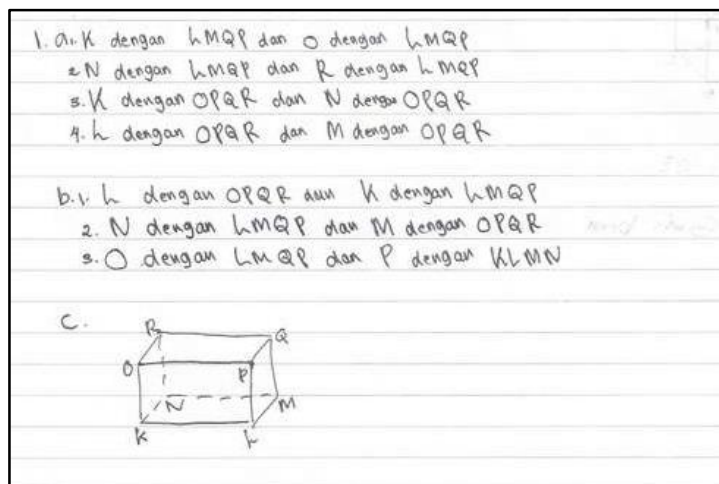 1. a. 1. K dengan LMQP dan O dengan LMQP
2. N dengan LMQP dan R dengan LMQP
3. K dengan OPQR dan N dengan OPQR
4. L dengan OPQR dan M dengan OPQR
b. 1. L dengan OPQR dan K dengan LMQP
2. N dengan LMQP dan M dengan OPQR
3. O dengan LMQP dan P dengan KLMN
C.
R
Q
O
P
N
M
K
L